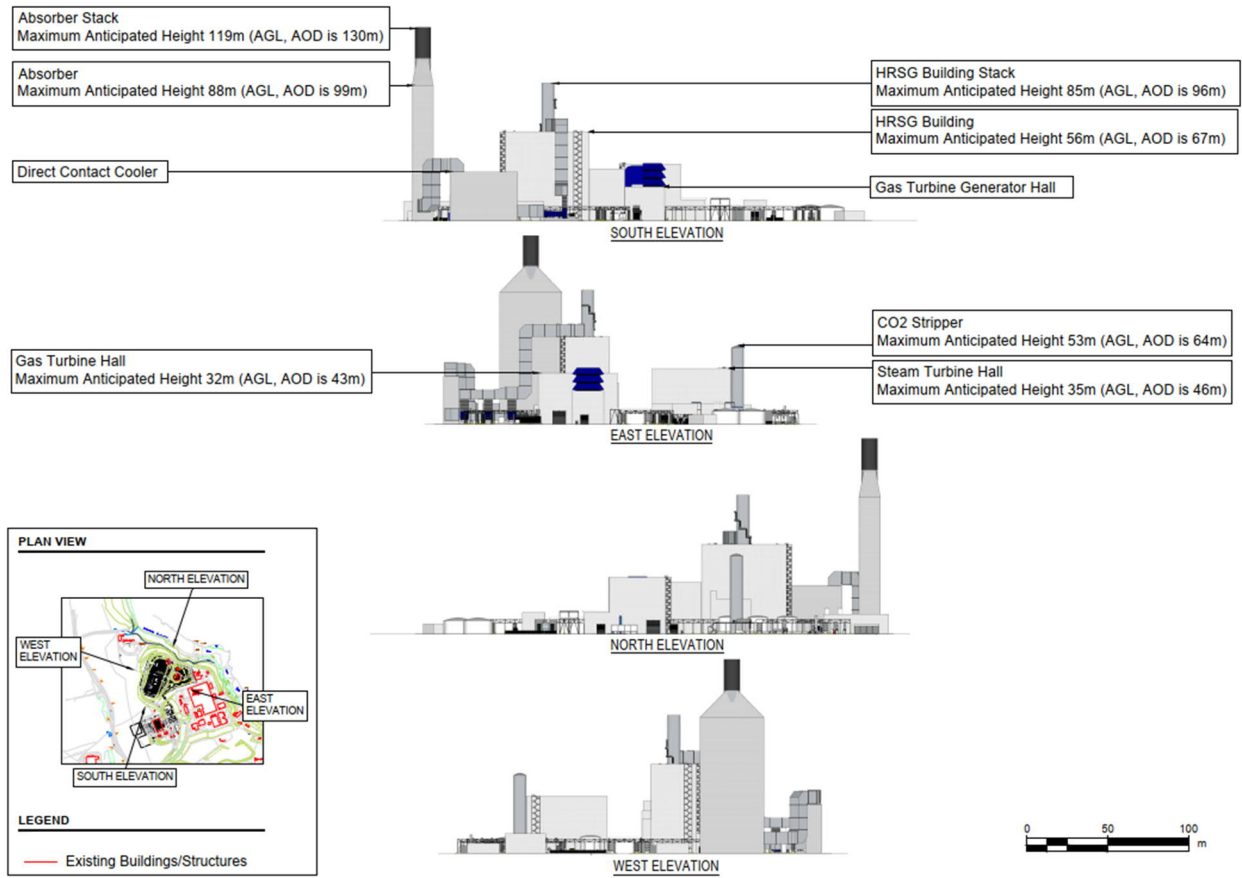 Absorber Stack
Maximum Anticipated Height 119m (AGL, AOD is 130m)
Absorber
Maximum Anticipated Height 88m (AGL, AOD is 99m)
Direct Contact Cooler
HRSG Building Stack
Maximum Anticipated Height 85m (AGL, AOD is 96m)
HRSG Building
Maximum Anticipated Height 56m (AGL, AOD is 67m)
Gas Turbine Generator Hall
SOUTH ELEVATION
Gas Turbine Hall
Maximum Anticipated Height 32m (AGL, AOD is 43m)
CO2 Stripper
Maximum Anticipated Height 53m (AGL, AOD is 64m)
Steam Turbine Hall
Maximum Anticipated Height 35m (AGL, AOD is 46m)
EAST ELEVATION
NORTH ELEVATION
PLAN VIEW
NORTH ELEVATION
WEST
ELEVATION
EAST
ELEVATION
SOUTH ELEVATION
LEGEND
Existing Buildings/Structures
WEST ELEVATION
0 50 100
m